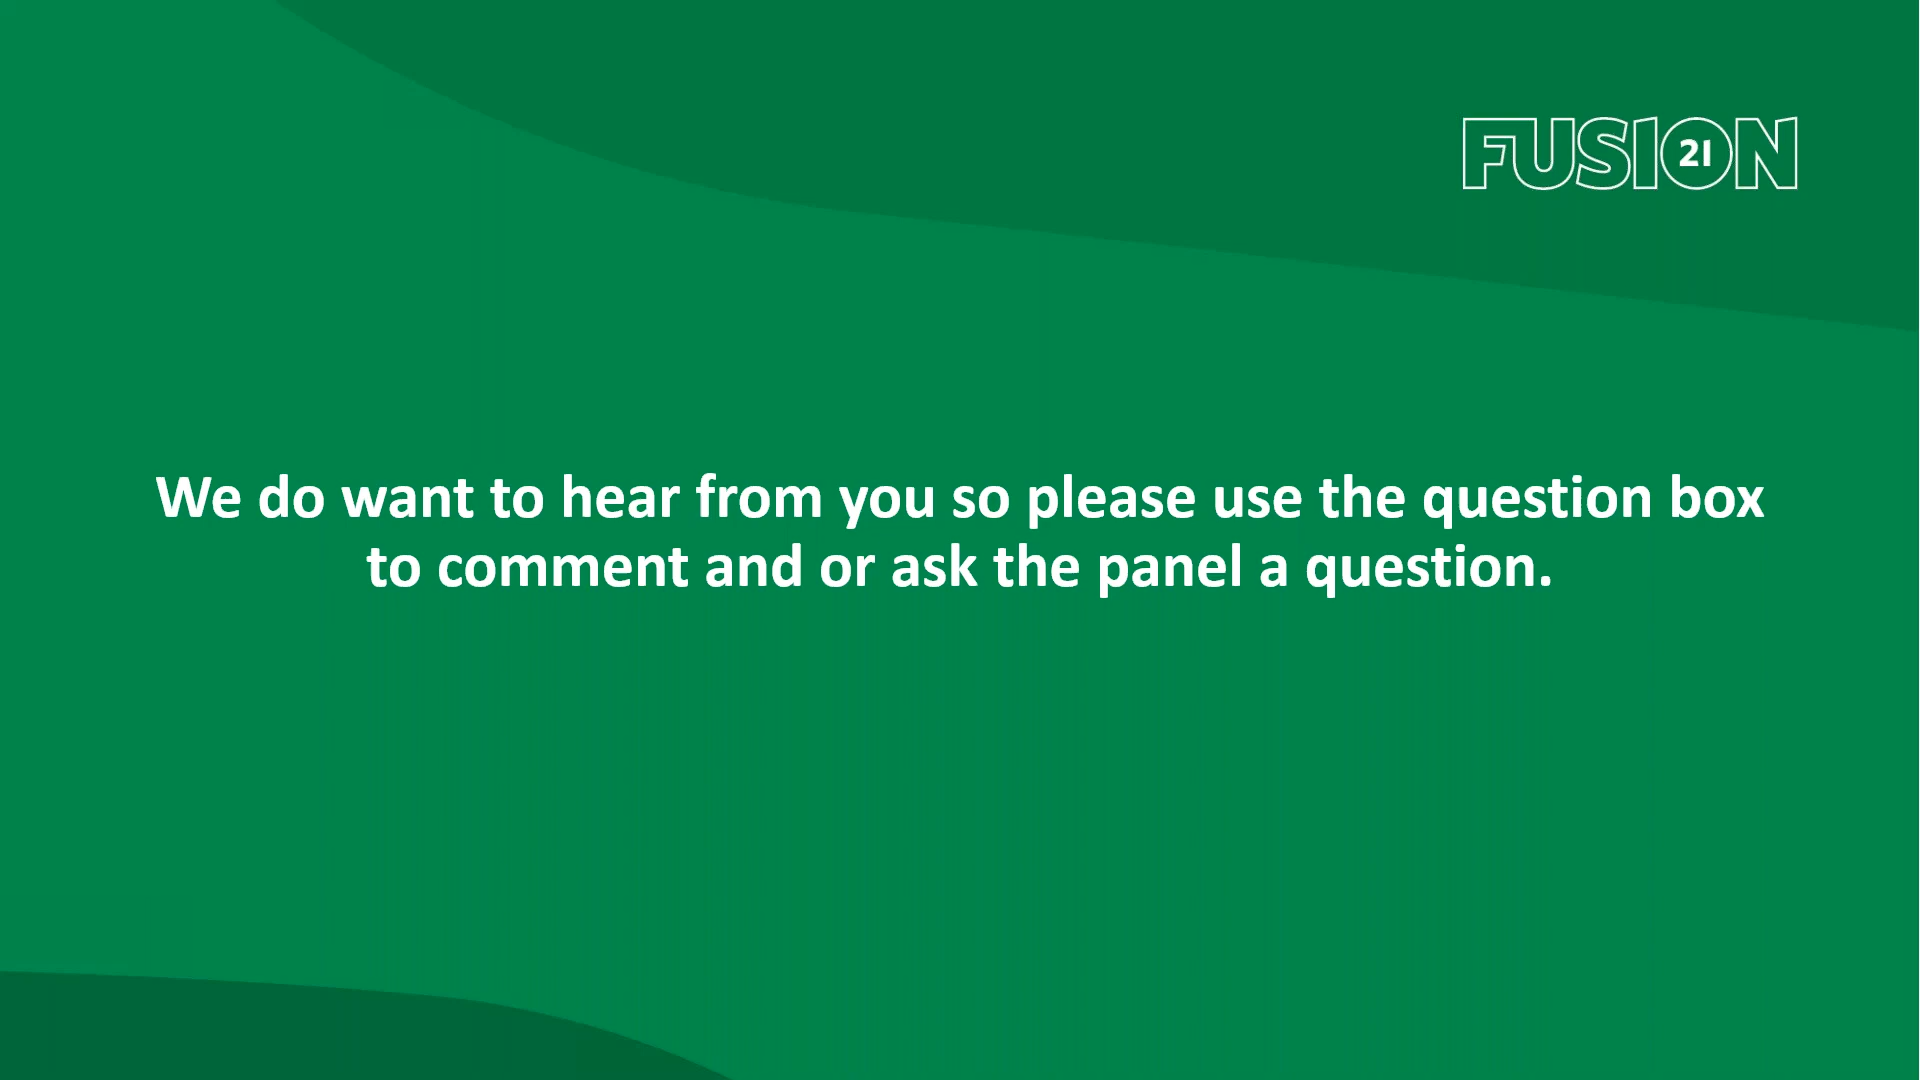 FUSION
21
We do want to hear from you so please use the question box
to comment and or ask the panel a question.